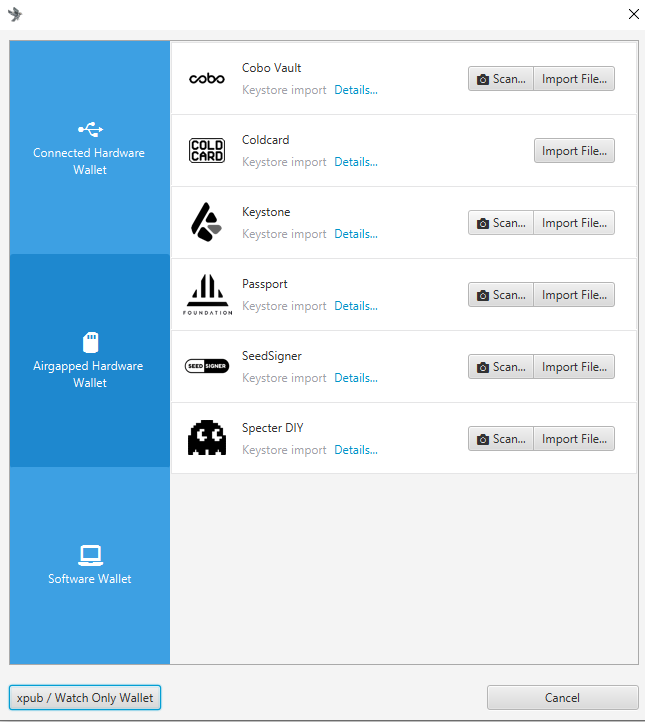 Connected Hardware
Wallet
Airgapped Hardware
Wallet
Software Wallet
cobo
Cobo Vault
Keystore import Details...
Scan... Import File...
COLD
CARD
Coldcard
Keystore import Details...
Import File...
Keystone
Keystore import Details...
Scan... Import File...
FOUNDATION
Passport
Keystore import Details...
Scan... Import File...
SEED SIGNER
SeedSigner
Keystore import Details...
Scan... Import File...
Specter DIY
Keystore import Details...
Scan... Import File...
xpub / Watch Only Wallet
Cancel